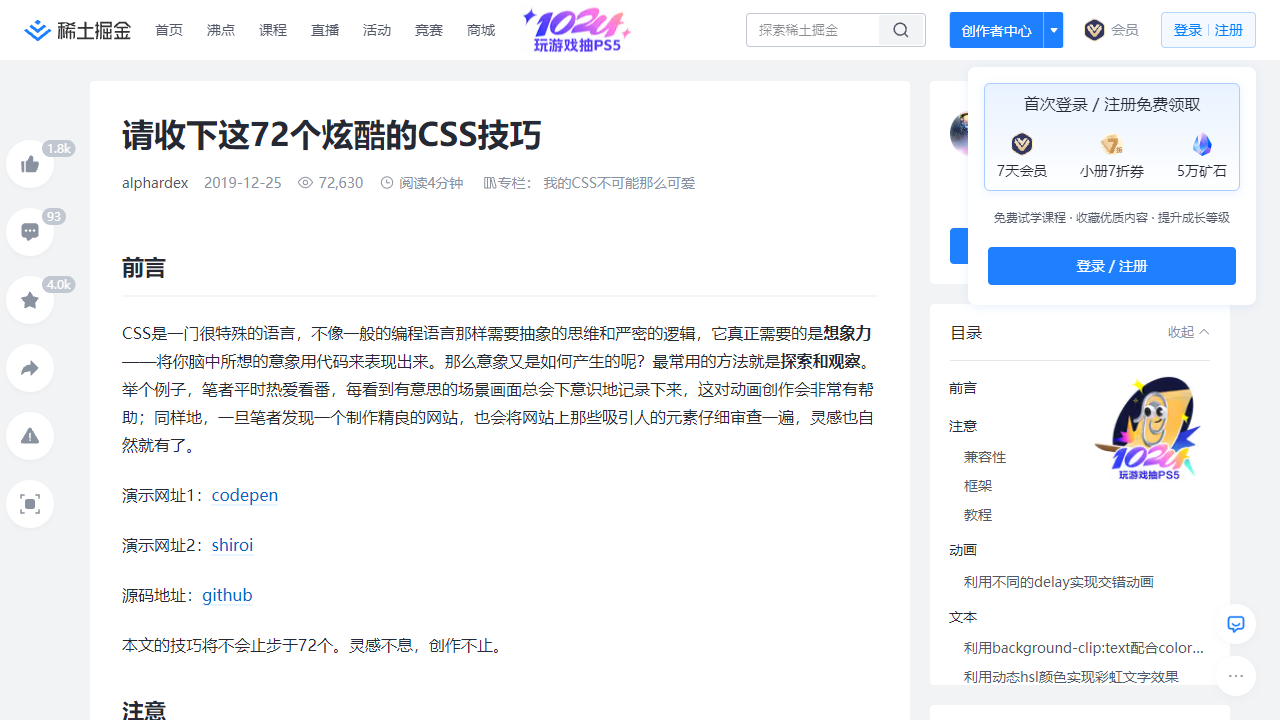 稀土掘金 首页 沸点 课程 直播 活动 竞赛 商城 1024 玩游戏抽PS5 探索稀土掘金 创作者中心 会员 登录 注册
首次登录 / 注册免费领取
7天会员 小册7折券 5万矿石
免费试学课程 · 收藏优质内容 · 提升成长等级
登录 / 注册
1.8k
93
4.0k
请收下这72个炫酷的CSS技巧
alphardex 2019-12-25 72,630 阅读4分钟 专栏： 我的CSS不可能那么可爱
前言
CSS是一门很特殊的语言，不像一般的编程语言那样需要抽象的思维和严密的逻辑，它真正需要的是想象力
——将你脑中所想的意象用代码来表现出来。那么意象又是如何产生的呢？最常用的方法就是探索和观察。
举个例子，笔者平时热爱看番，每看到有意思的场景画面总会下意识地记录下来，这对动画创作会非常有帮
助；同样地，一旦笔者发现一个制作精良的网站，也会将网站上那些吸引人的元素仔细审查一遍，灵感也自
然就有了。
演示网址1：codepen
演示网址2：shiroi
源码地址：github
本文的技巧将不会止步于72个。灵感不息，创作不止。
注意
目录 收起
前言
注意
兼容性
框架
教程
动画
利用不同的delay实现交错动画
文本
利用background-clip:text配合color...
利用动态hsl颜色实现彩虹文字效果
1024
玩游戏抽PS5